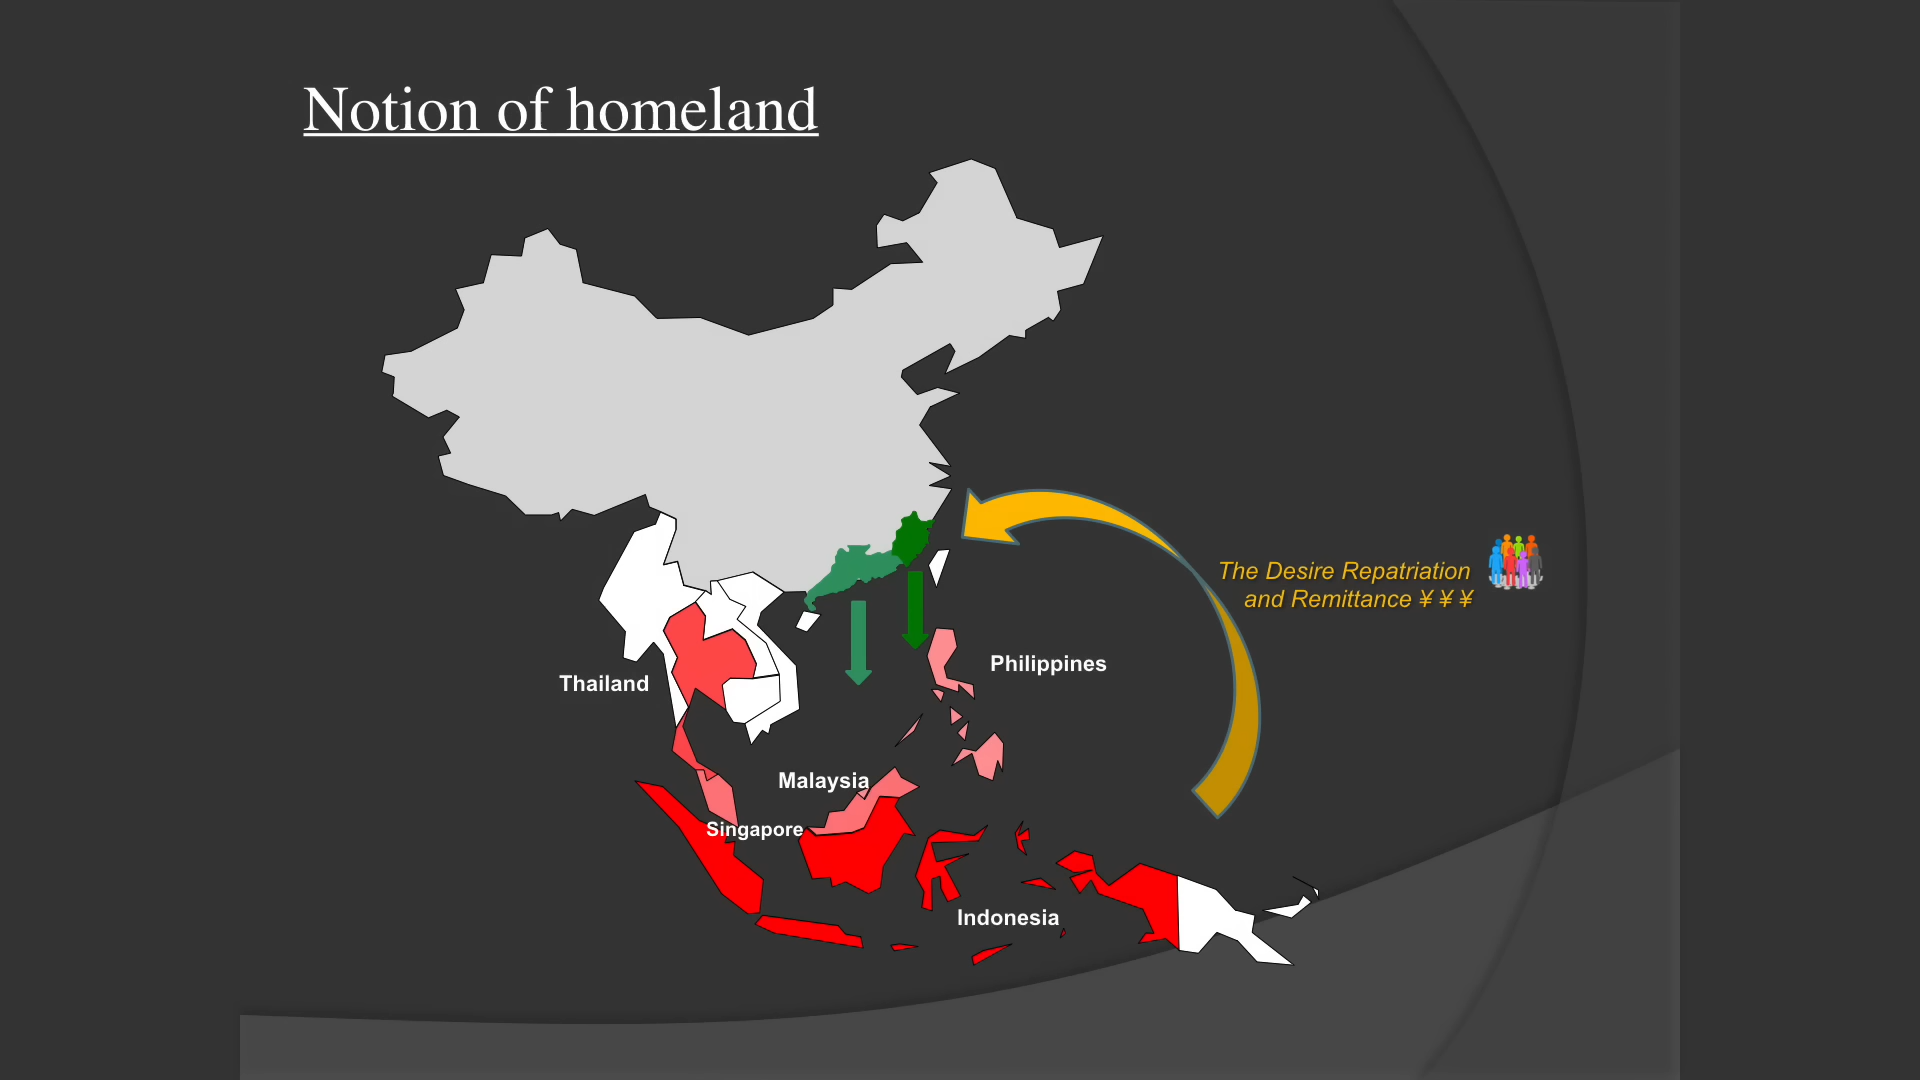 Notion of homeland
The Desire Repatriation
and Remittance ¥ ¥ ¥
Philippines
Thailand
Malaysia
Singapore
Indonesia